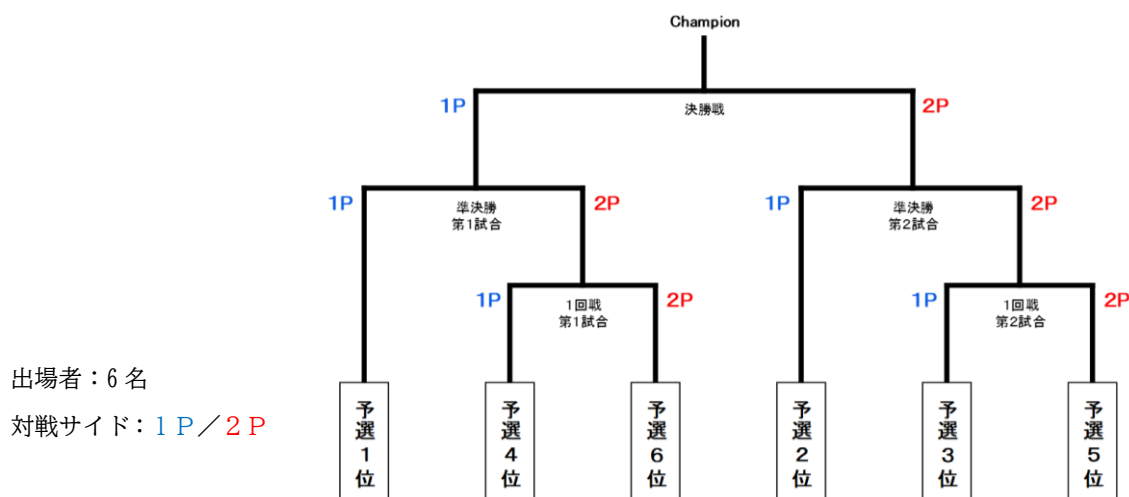 Champion
1P
決勝戦
2P
1P
準決勝
第1試合
2P
1P
準決勝
第2試合
2P
1P
1回戦
第1試合
2P
1P
1回戦
第2試合
2P
出場者：6 名
対戦サイド：１Ｐ／２Ｐ
予選1位
予選4位
予選6位
予選2位
予選3位
予選5位